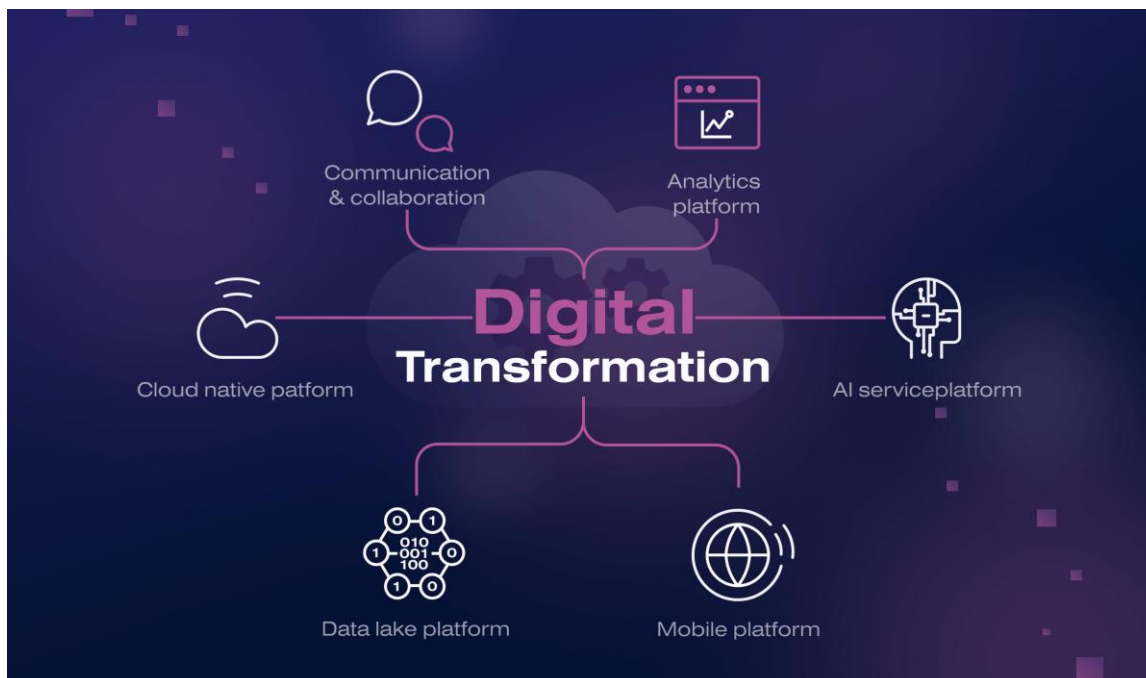 Communication
& collaboration
Analytics
platform
Digital
Transformation
Cloud native patform
AI serviceplatform
0 1
010
1 001 0
100
1 0
Data lake platform
Mobile platform